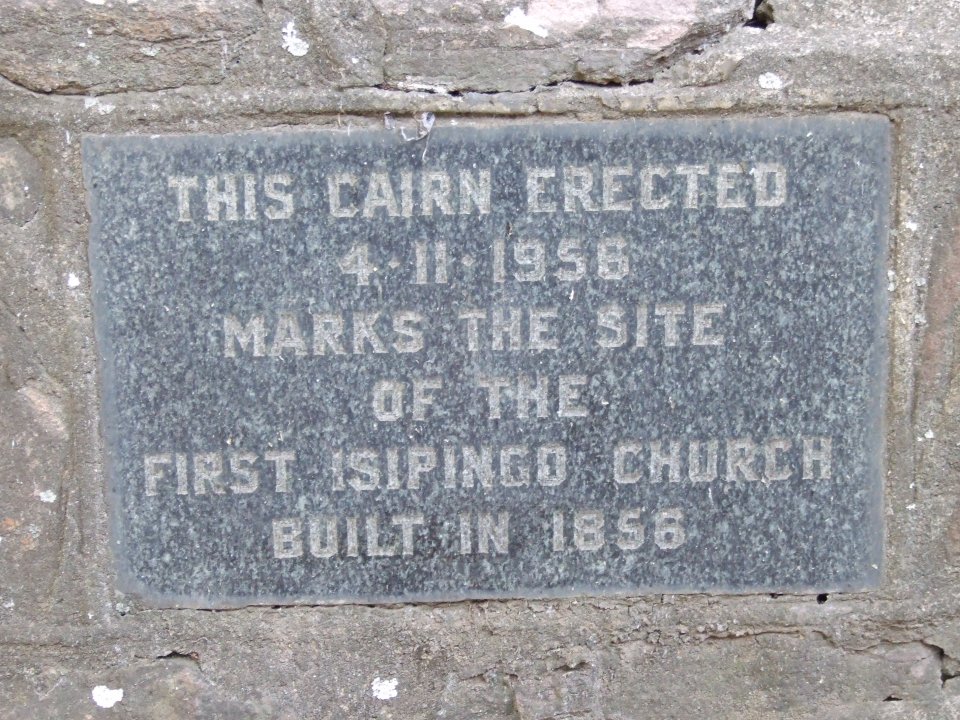 THIS CAIRN ERECTED
4·11·1956
MARKS THE SITE
OF THE
FIRST ISIPINGO CHURCH
BUILT IN 1856